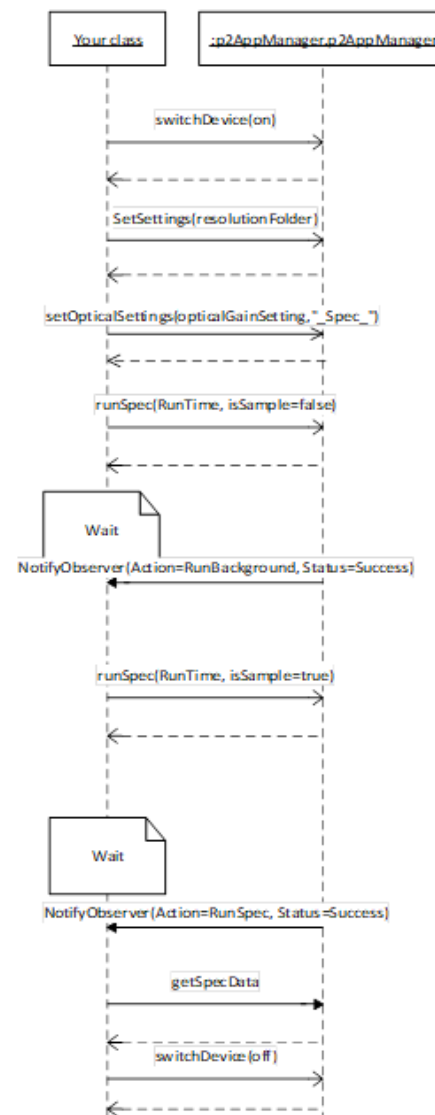 Your class
:p2AppManager.p2AppManager
switchDevice(on)
SetSettings(resolutionFolder)
setOpticalSettings(opticalGainSetting,"_Spec_")
runSpec(RunTime, isSample=false)
Wait
NotifyObserver(Action=RunBackground, Status=Success)
runSpec(RunTime, isSample=true)
Wait
NotifyObserver(Action=RunSpec, Status=Success)
getSpecData
switchDevice(off)